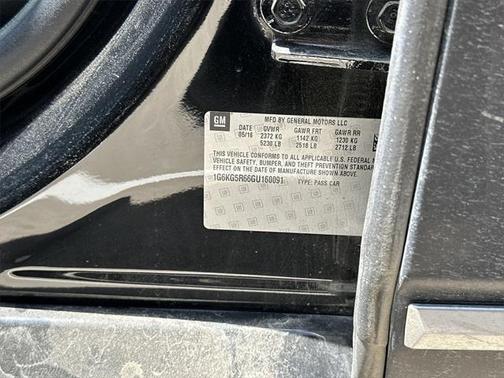 GM
MFD BY GENERAL MOTORS LLC
DATE GVWR GAWR FRT GAWR RR
05/16 2372 KG 1142 KG 1230 KG
5230 LB 2518 LB 2712 LB
THIS VEHICLE CONFORMS TO ALL APPLICABLE
VEHICLE SAFETY, BUMPER, AND THEFT PREVENTION STANDARD
IN EFFECT ON THE DATE OF MANUFACTURE SHOWN ABOVE.
1G6KG5R66GU160091 TYPE: PASS CAR